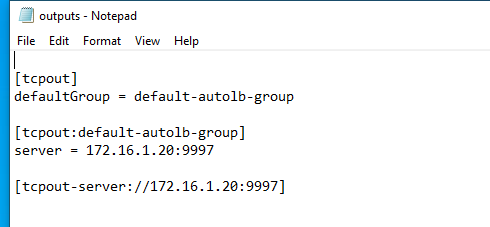 outputs - Notepad
File Edit Format View Help
[tcpout]
defaultGroup = default-autolb-group
[tcpout:default-autolb-group]
server = 172.16.1.20:9997
[tcpout-server://172.16.1.20:9997]